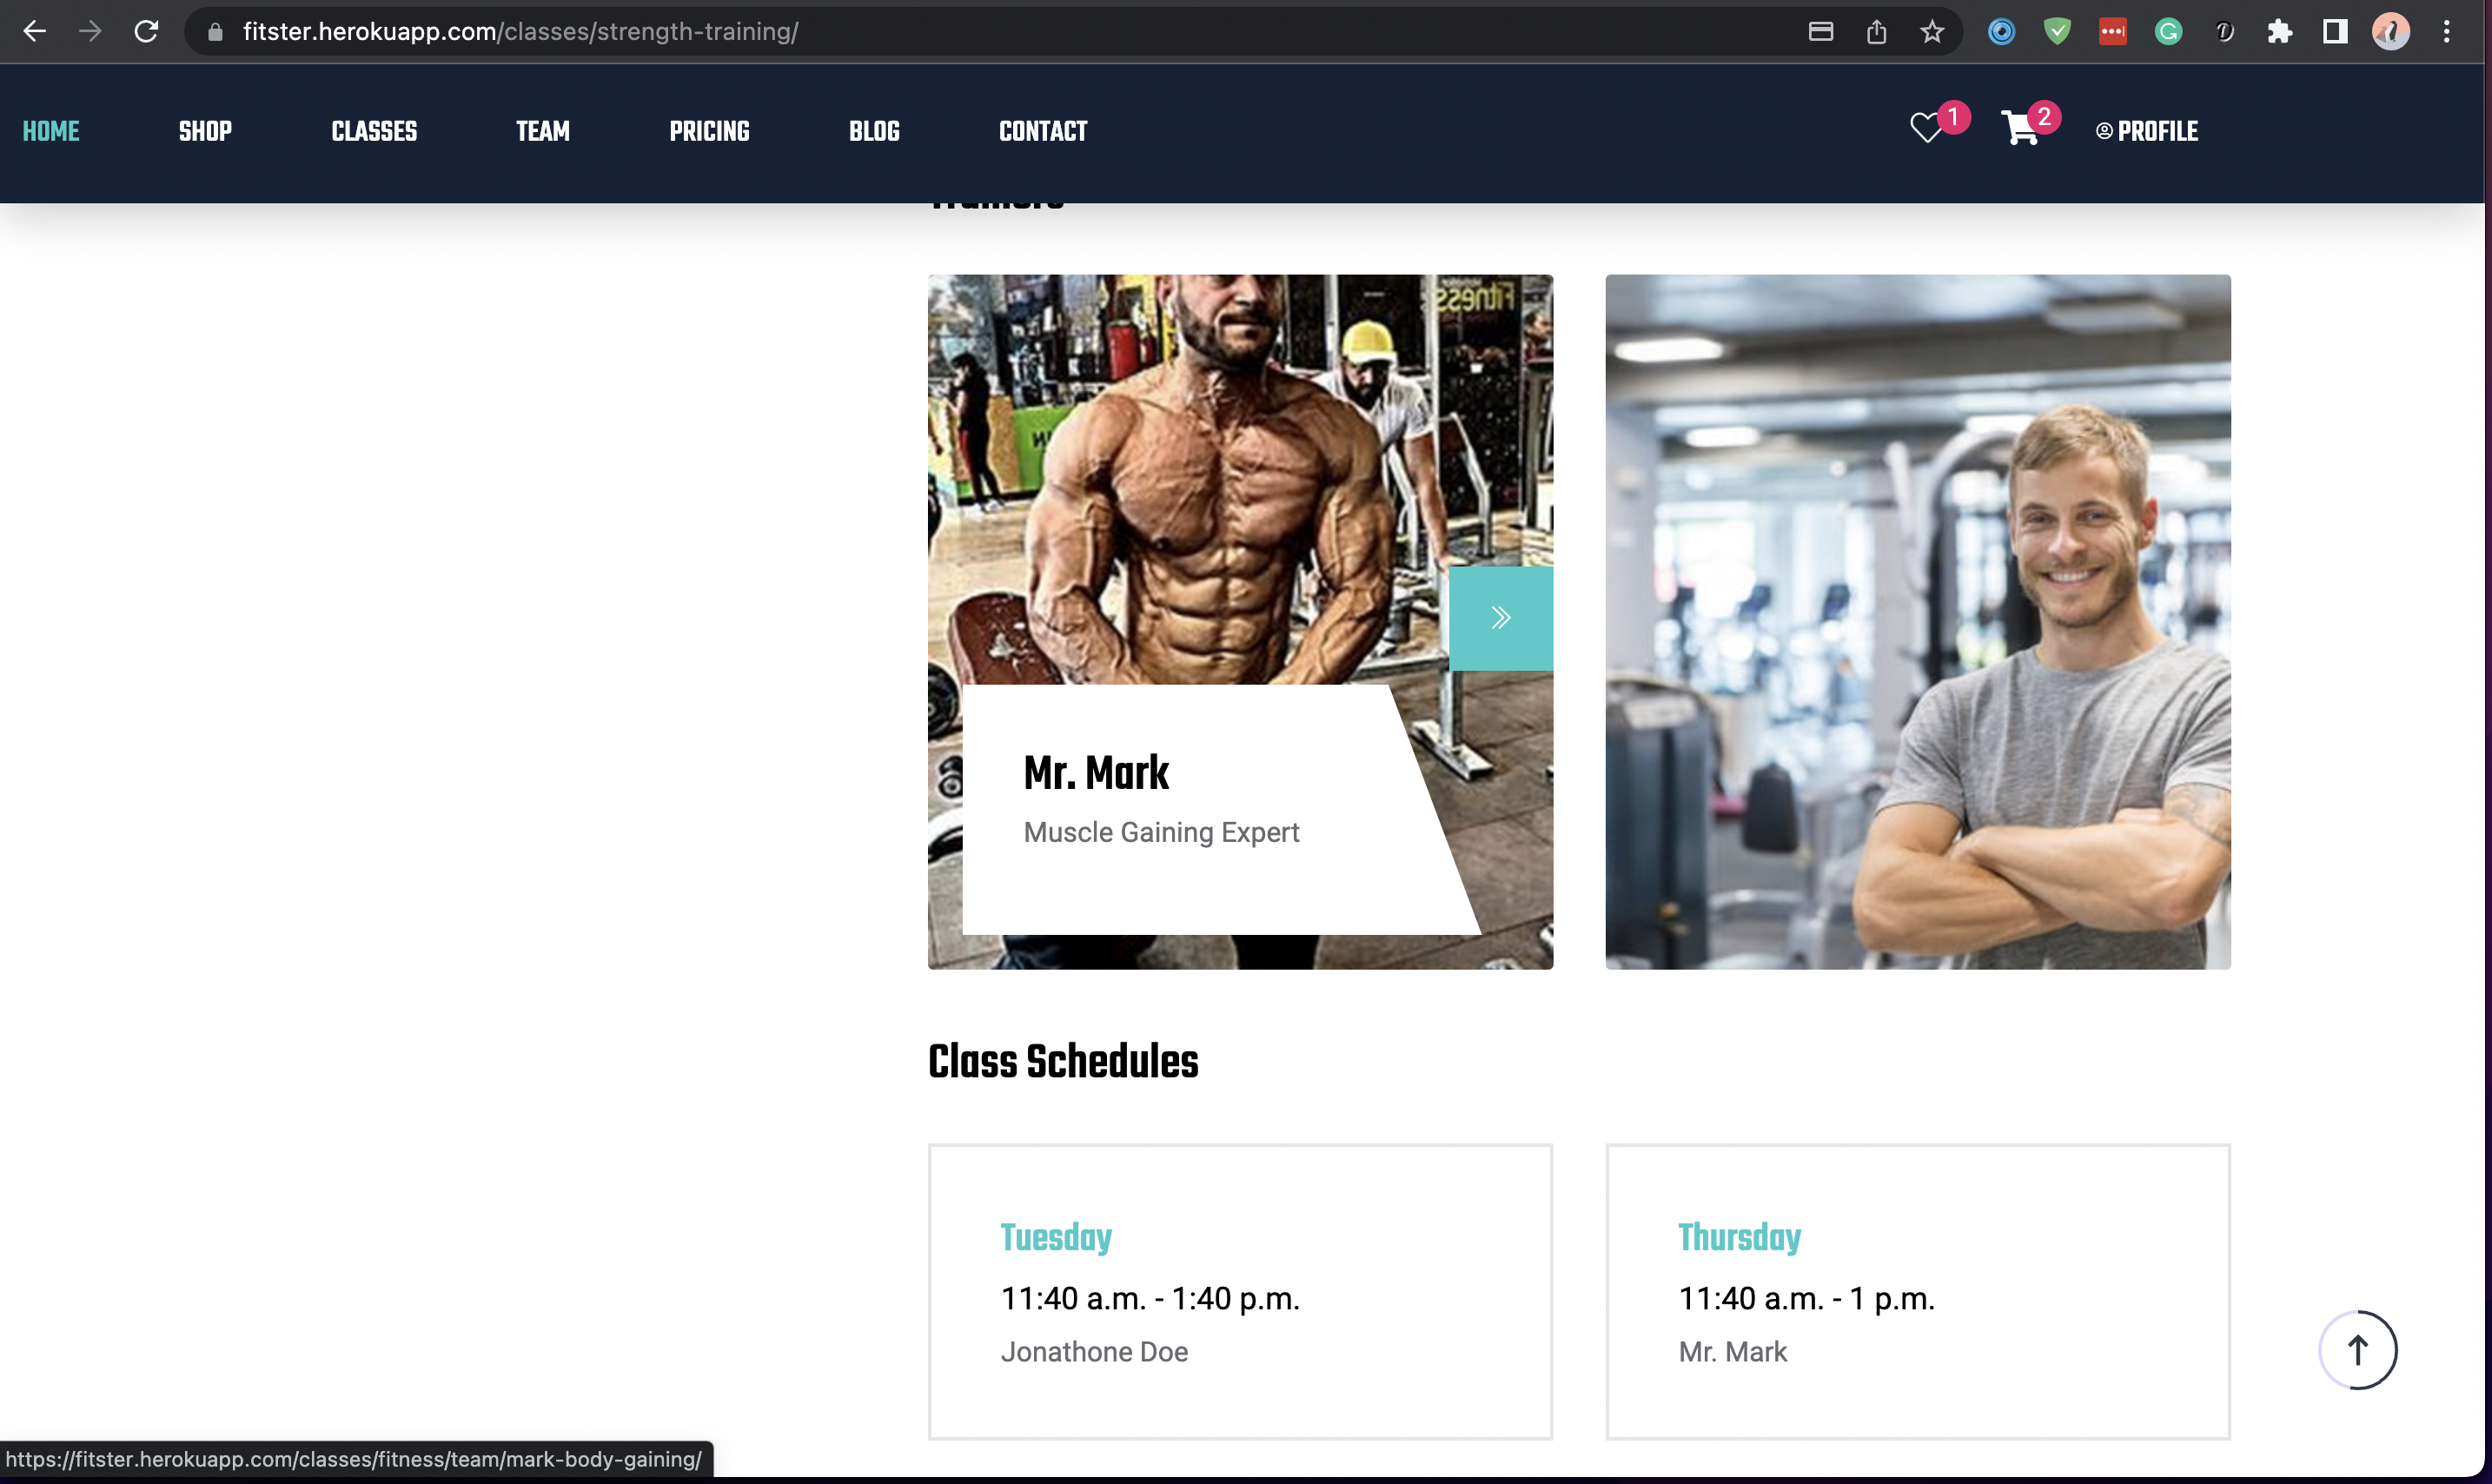 fitster.herokuapp.com/classes/strength-training/
HOME SHOP CLASSES TEAM PRICING BLOG CONTACT 1 2 PROFILE
Trainers
Mr. Mark
Muscle Gaining Expert
Class Schedules
Tuesday
11:40 a.m. - 1:40 p.m.
Jonathone Doe
Thursday
11:40 a.m. - 1 p.m.
Mr. Mark
https://fitster.herokuapp.com/classes/fitness/team/mark-body-gaining/